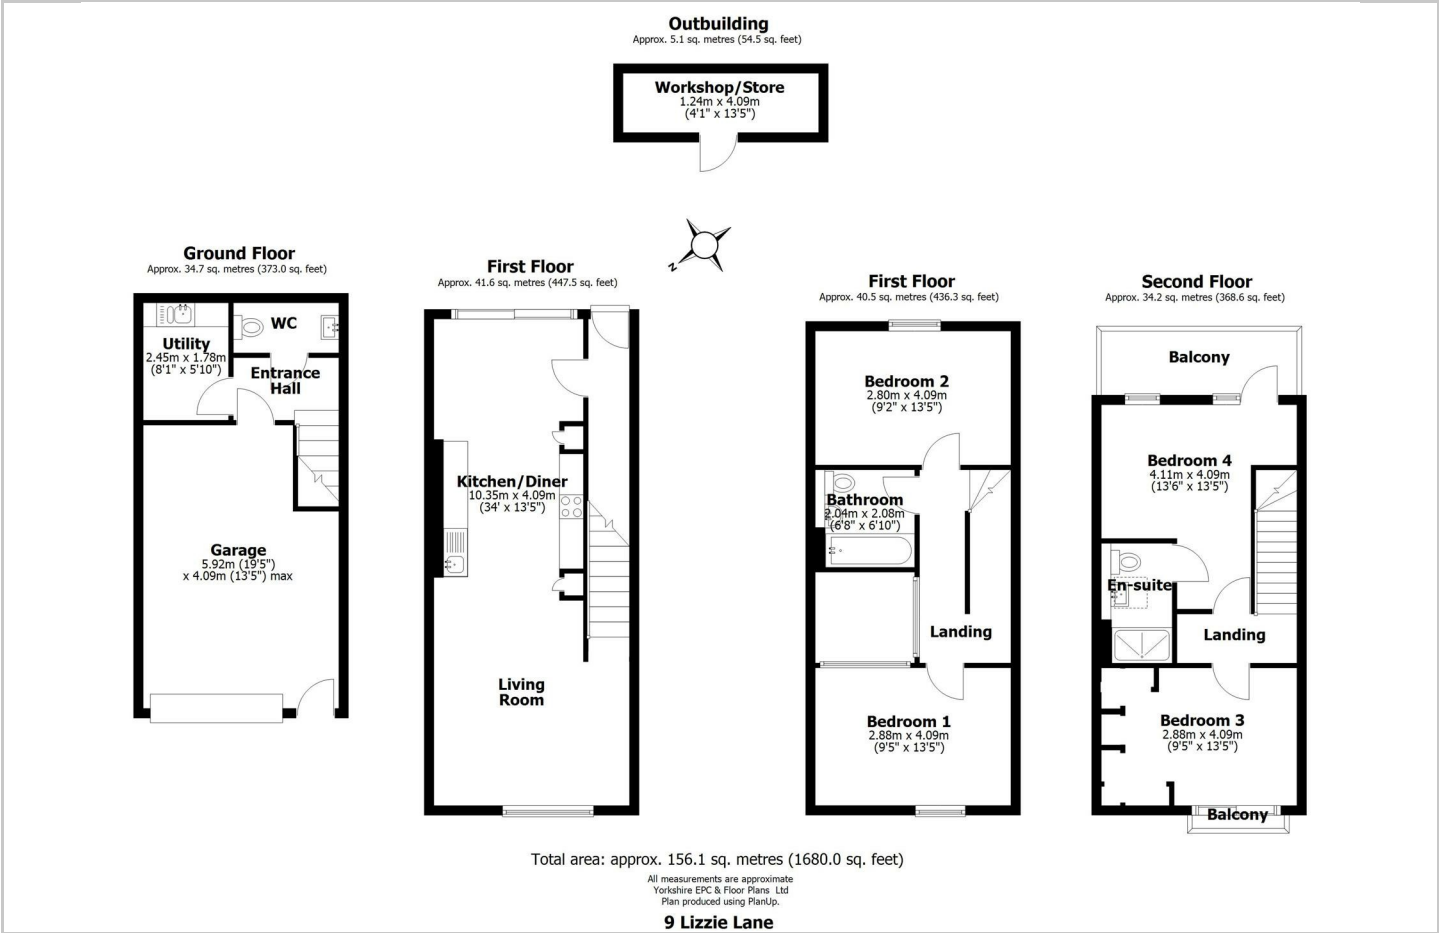 Outbuilding
Approx. 5.1 sq. metres (54.5 sq. feet)
Workshop/Store
1.24m x 4.09m
(4'1" x 13'5")
N
Ground Floor
Approx. 34.7 sq. metres (373.0 sq. feet)
WC
Utility
2.45m x 1.78m
(8'1" x 5'10")
Entrance
Hall
Garage
5.92m (19'5")
x 4.09m (13'5") max
First Floor
Approx. 41.6 sq. metres (447.5 sq. feet)
Kitchen/Diner
10.35m x 4.09m
(34' x 13'5")
Living
Room
First Floor
Approx. 40.5 sq. metres (436.3 sq. feet)
Bedroom 2
2.80m x 4.09m
(9'2" x 13'5")
Bathroom
2.04m x 2.08m
(6'8" x 6'10")
Landing
Bedroom 1
2.88m x 4.09m
(9'5" x 13'5")
Second Floor
Approx. 34.2 sq. metres (368.6 sq. feet)
Balcony
Bedroom 4
4.11m x 4.09m
(13'6" x 13'5")
En-suite
Landing
Bedroom 3
2.88m x 4.09m
(9'5" x 13'5")
Balcony
Total area: approx. 156.1 sq. metres (1680.0 sq. feet)
All measurements are approximate
Yorkshire EPC & Floor Plans Ltd
Plan produced using PlanUp.
9 Lizzie Lane